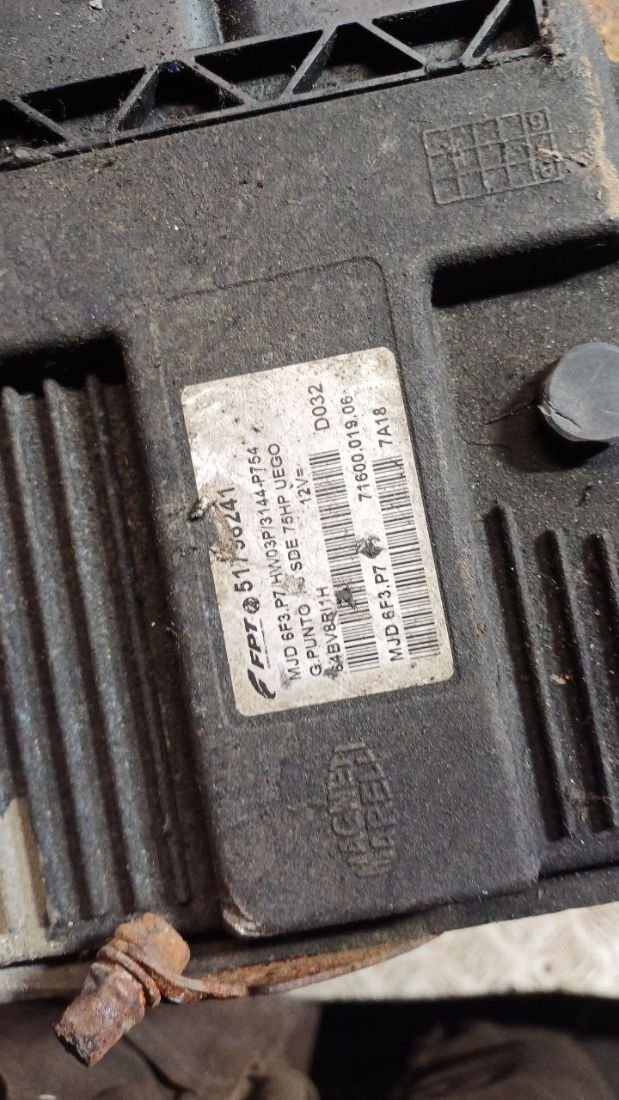 FPT 51798241
MJD 6F3.P7/HW03P/3144-P754
G.PUNTO SDE 75HP UEGO
12V= D032
71600.019.06
MJD 6F3.P7 7A18
MAGNETI
MARELLI